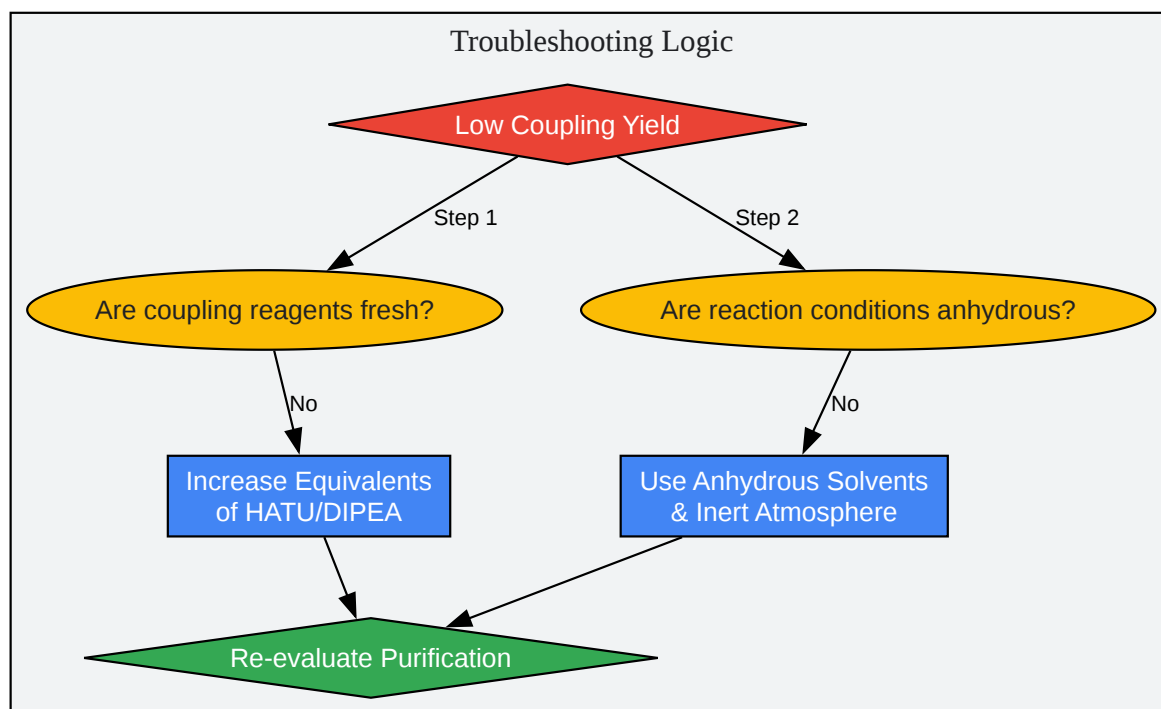 Troubleshooting Logic
Low Coupling Yield
Step 1
Step 2
Are coupling reagents fresh?
Are reaction conditions anhydrous?
No
No
Increase Equivalents
of HATU/DIPEA
Use Anhydrous Solvents
& Inert Atmosphere
Re-evaluate Purification